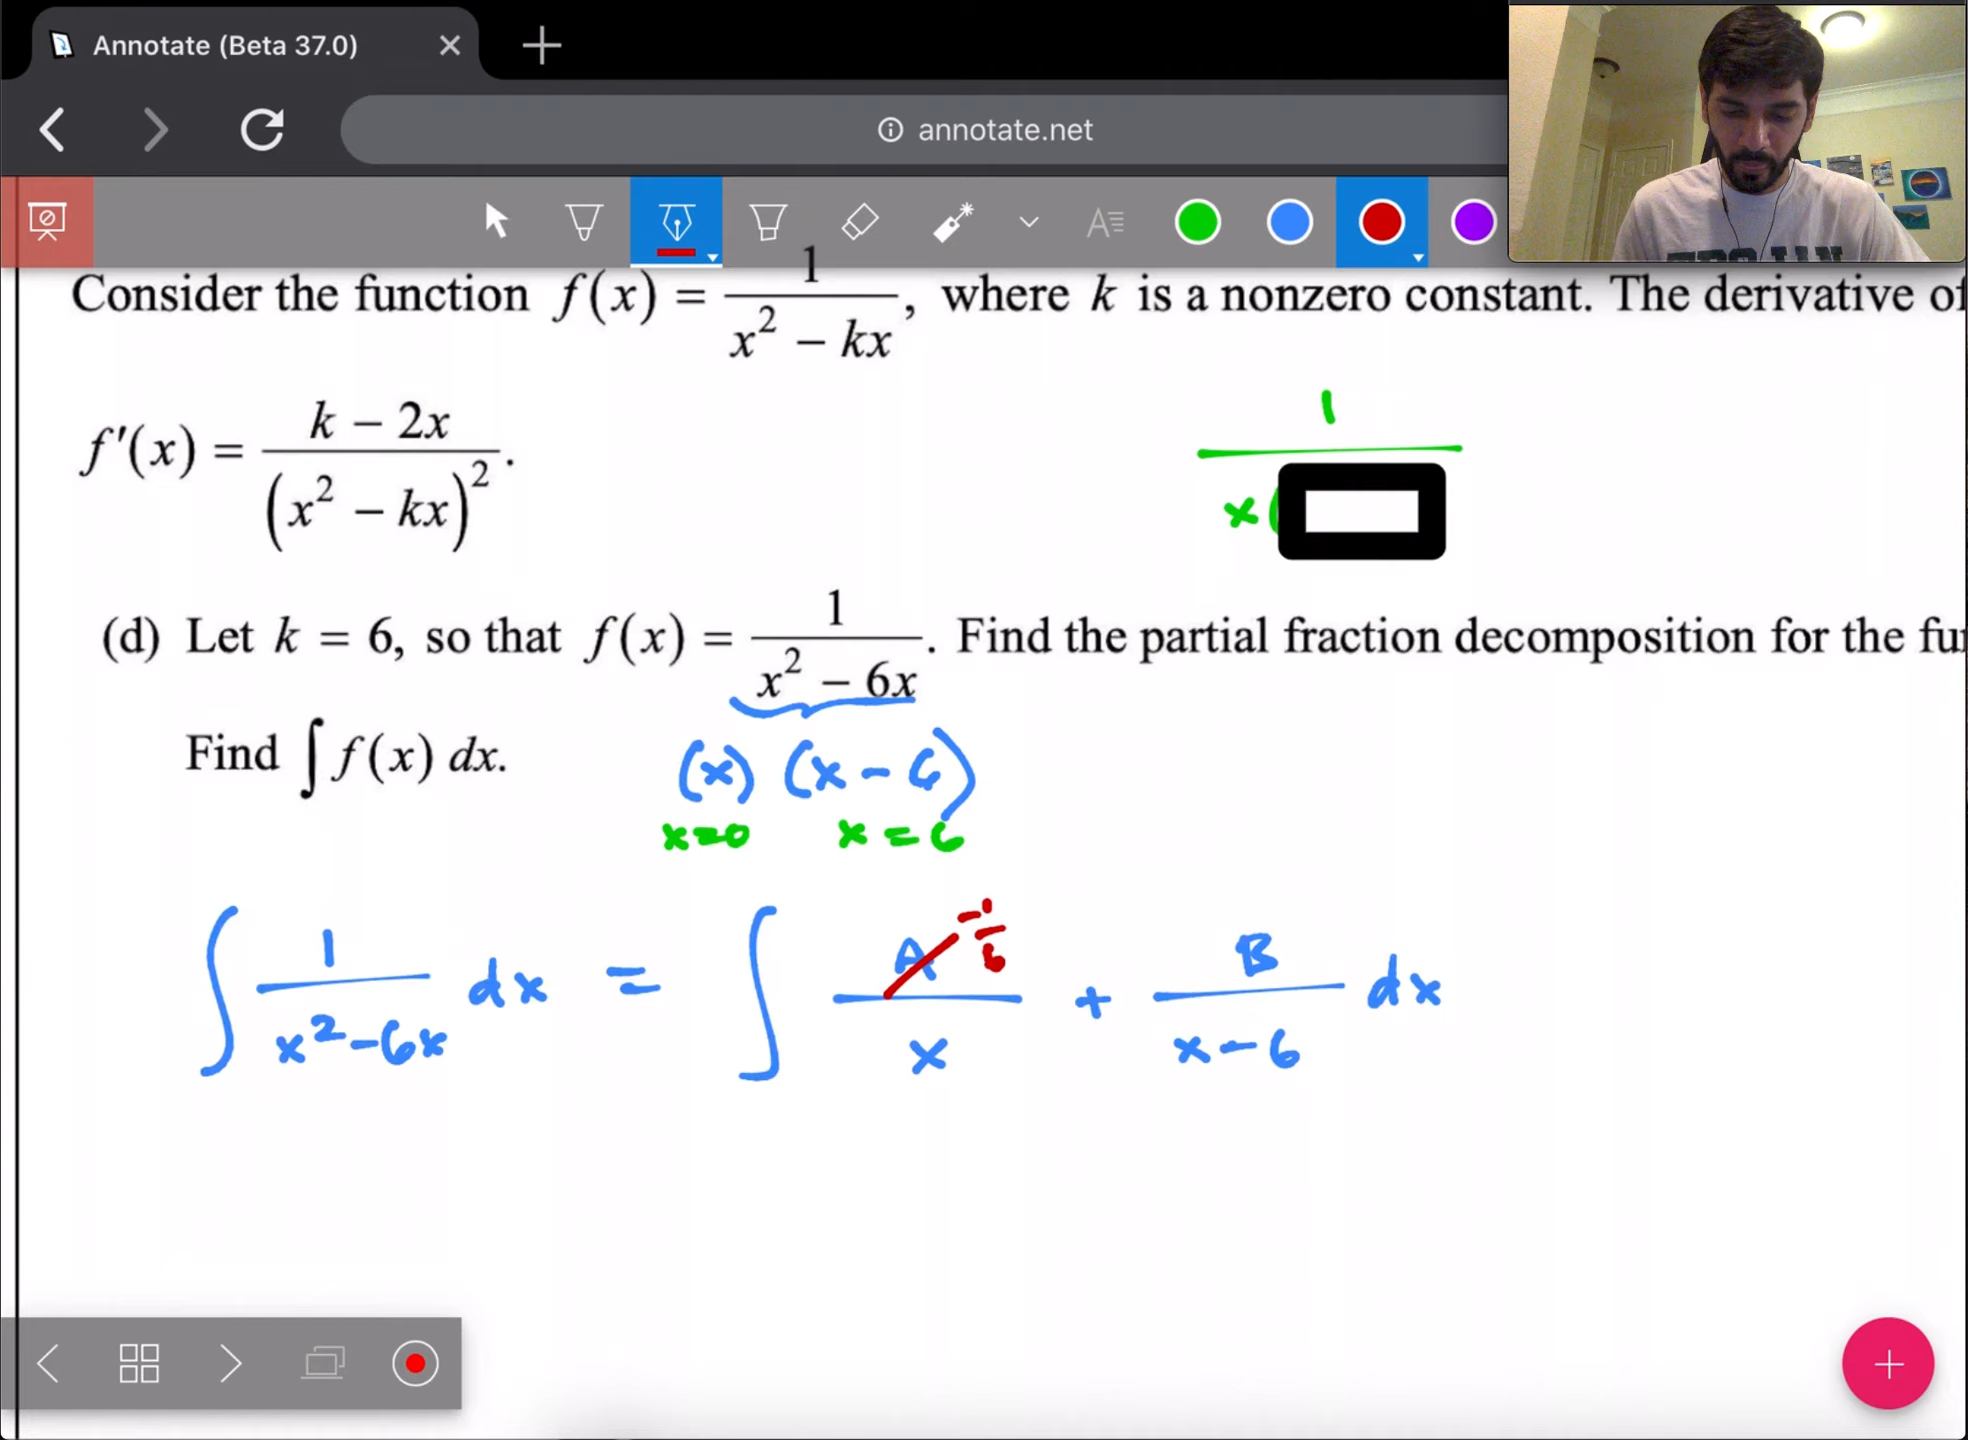 Annotate (Beta 37.0)
annotate.net
Consider the function f(x) = 1/(x² − kx), where k is a nonzero constant. The derivative of
f′(x) = (k − 2x)/(x² − kx)².
1
x(
(d) Let k = 6, so that f(x) = 1/(x² − 6x). Find the partial fraction decomposition for the
Find ∫ f(x) dx.
(x) (x − 6)
x=0 x = 6
∫ 1/(x²−6x) dx = ∫ A/x + B/(x−6) dx
−1/6